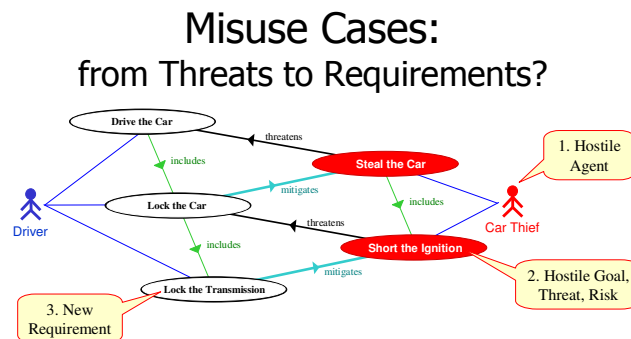 Misuse Cases:
from Threats to Requirements?
Drive the Car
threatens
Steal the Car
1. Hostile
Agent
includes
mitigates
Lock the Car
includes
Driver
threatens
Car Thief
includes
Short the Ignition
mitigates
Lock the Transmission
2. Hostile Goal,
Threat, Risk
3. New
Requirement